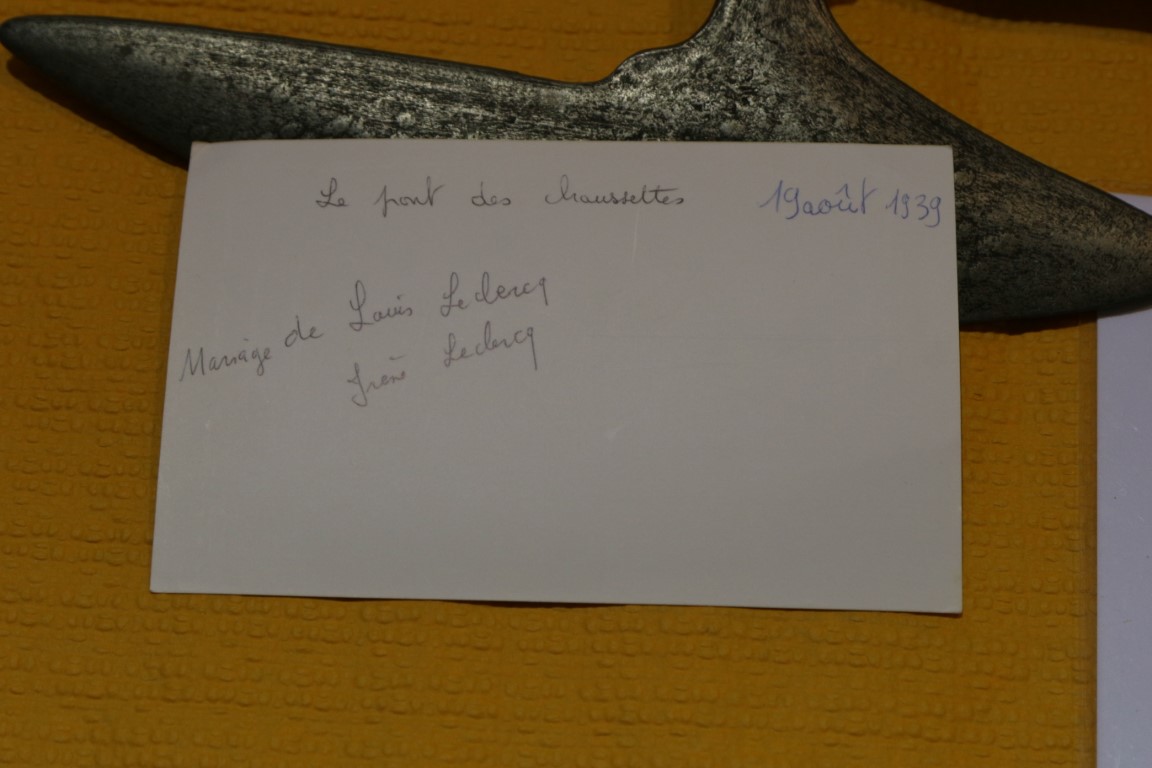 Le pont des chaussettes 19 août 1939
Mariage de Louis Leclercq
Irène Leclercq